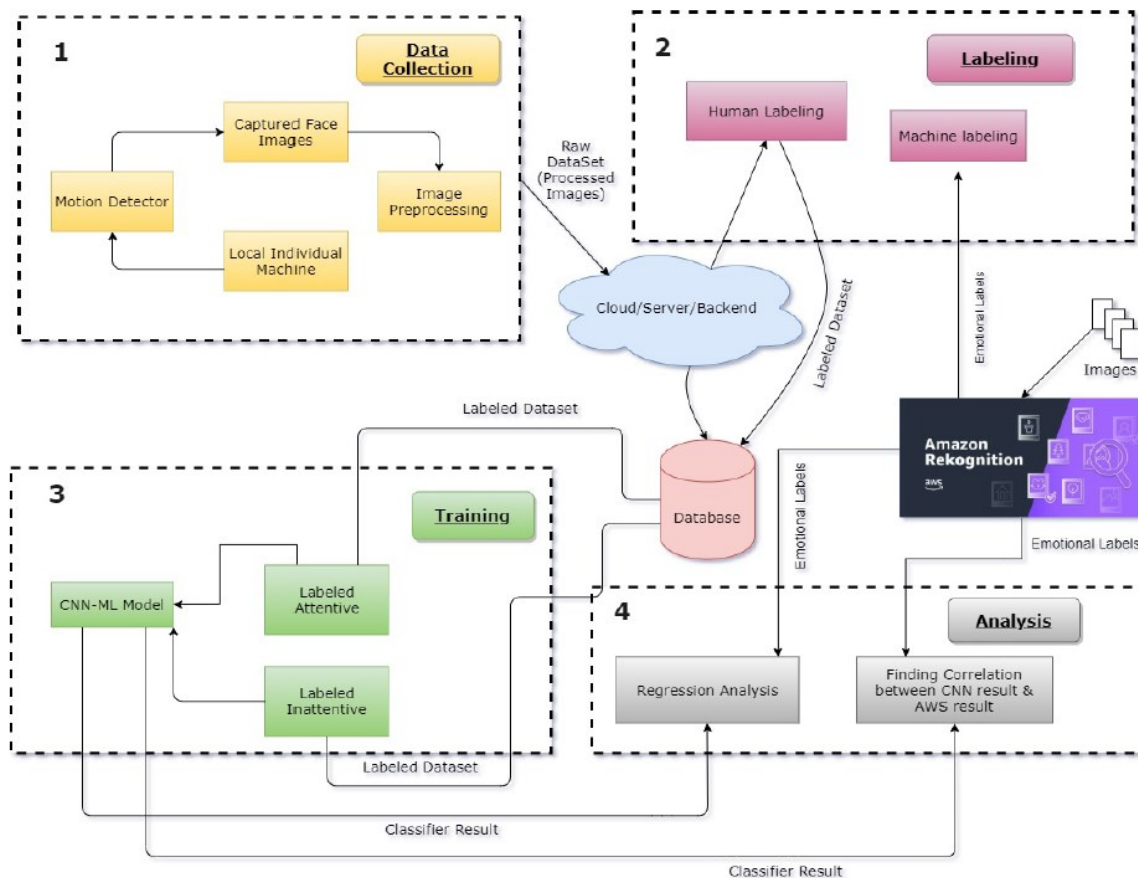 1
Data
Collection
Captured Face
Images
Motion Detector
Image
Preprocessing
Local Individual
Machine
Raw
DataSet
(Processed
Images)
2
Labeling
Human Labeling
Machine labeling
Cloud/Server/Backend
Labeled Dataset
Emotional Labels
Images
Amazon
Rekognition
aws
Labeled Dataset
Database
Emotional Labels
Emotional Labels
3
Training
CNN-ML Model
Labeled
Attentive
Labeled
Inattentive
Labeled Dataset
4
Analysis
Regression Analysis
Finding Correlation
between CNN result &
AWS result
Classifier Result
Classifier Result